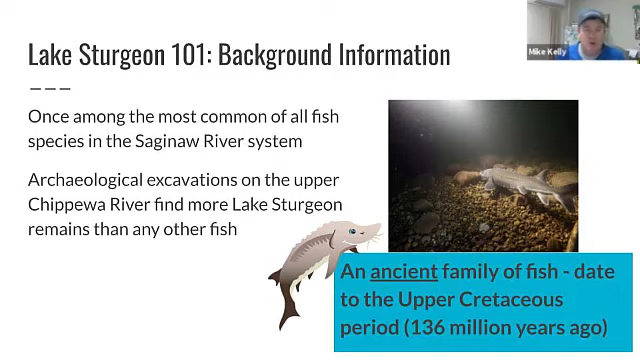 Mike Kelly
Lake Sturgeon 101: Background Information
Once among the most common of all fish
species in the Saginaw River system
Archaeological excavations on the upper
Chippewa River find more Lake Sturgeon
remains than any other fish
An ancient family of fish - date
to the Upper Cretaceous
period (136 million years ago)